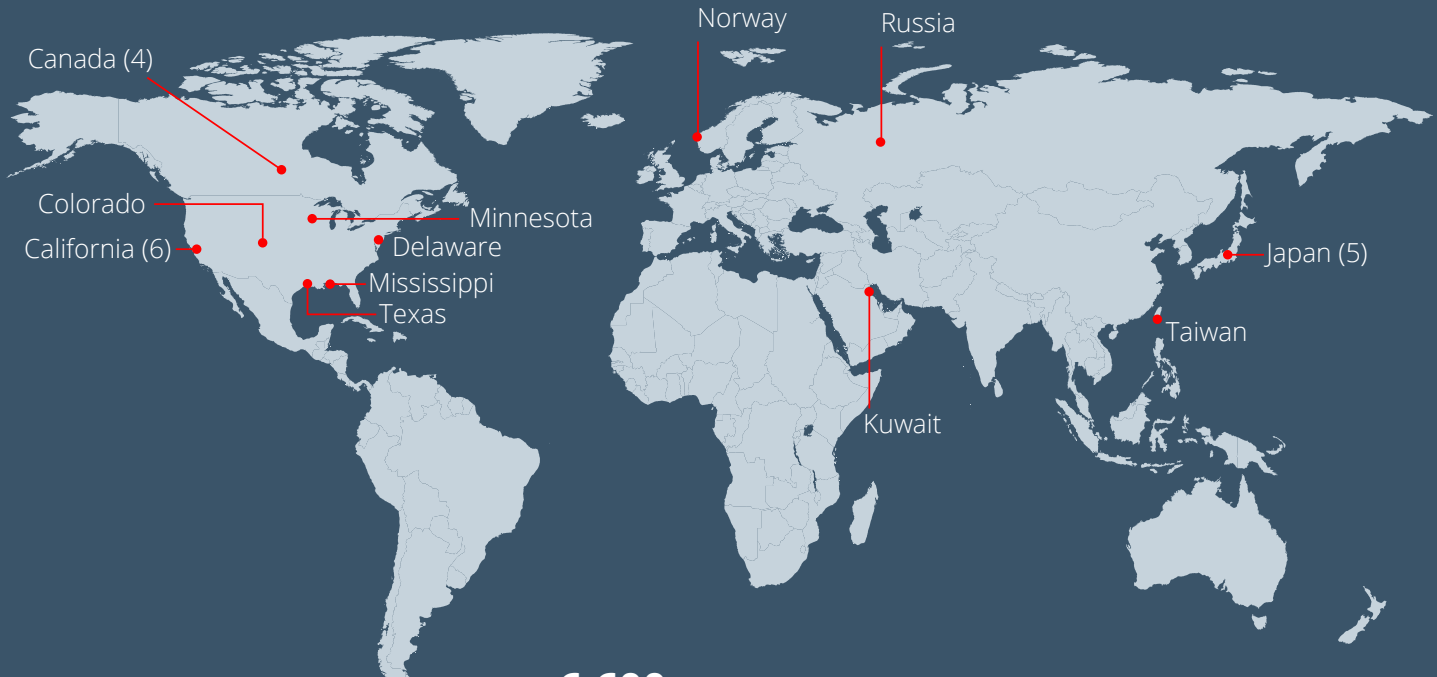 Norway
Russia
Canada (4)
Colorado
Minnesota
California (6)
Delaware
Japan (5)
Mississippi
Texas
Taiwan
Kuwait